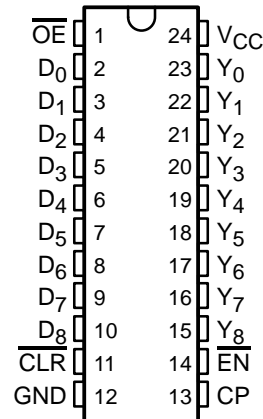 OE 1 24 VCC
D0 2 23 Y0
D1 3 22 Y1
D2 4 21 Y2
D3 5 20 Y3
D4 6 19 Y4
D5 7 18 Y5
D6 8 17 Y6
D7 9 16 Y7
D8 10 15 Y8
CLR 11 14 EN
GND 12 13 CP